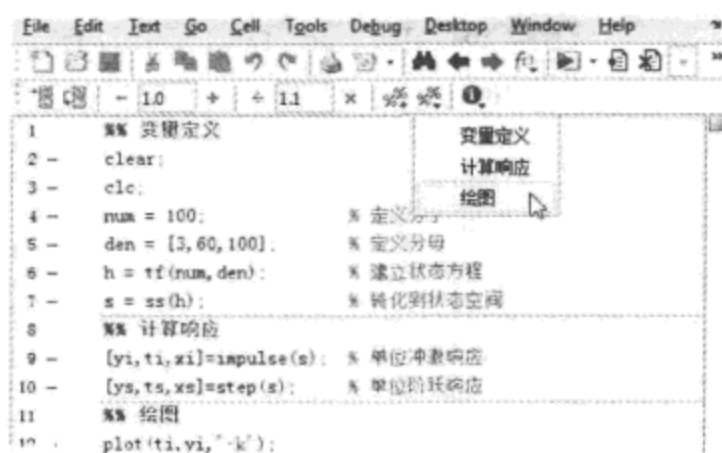 File Edit Text Go Cell Tools Debug Desktop Window Help
- 1.0 + ÷ 1.1 ×
1 %% 变量定义
变量定义
2 - clear;
计算响应
3 - clc;
绘图
4 - num = 100; % 定义分子
5 - den = [3,60,100]; % 定义分母
6 - h = tf(num,den); % 建立状态方程
7 - s = ss(h); % 转化到状态空间
8 %% 计算响应
9 - [yi,ti,xi]=impulse(s); % 单位冲激响应
10 - [ys,ts,xs]=step(s); % 单位阶跃响应
11 %% 绘图
12 - plot(ti,yi,'-k');